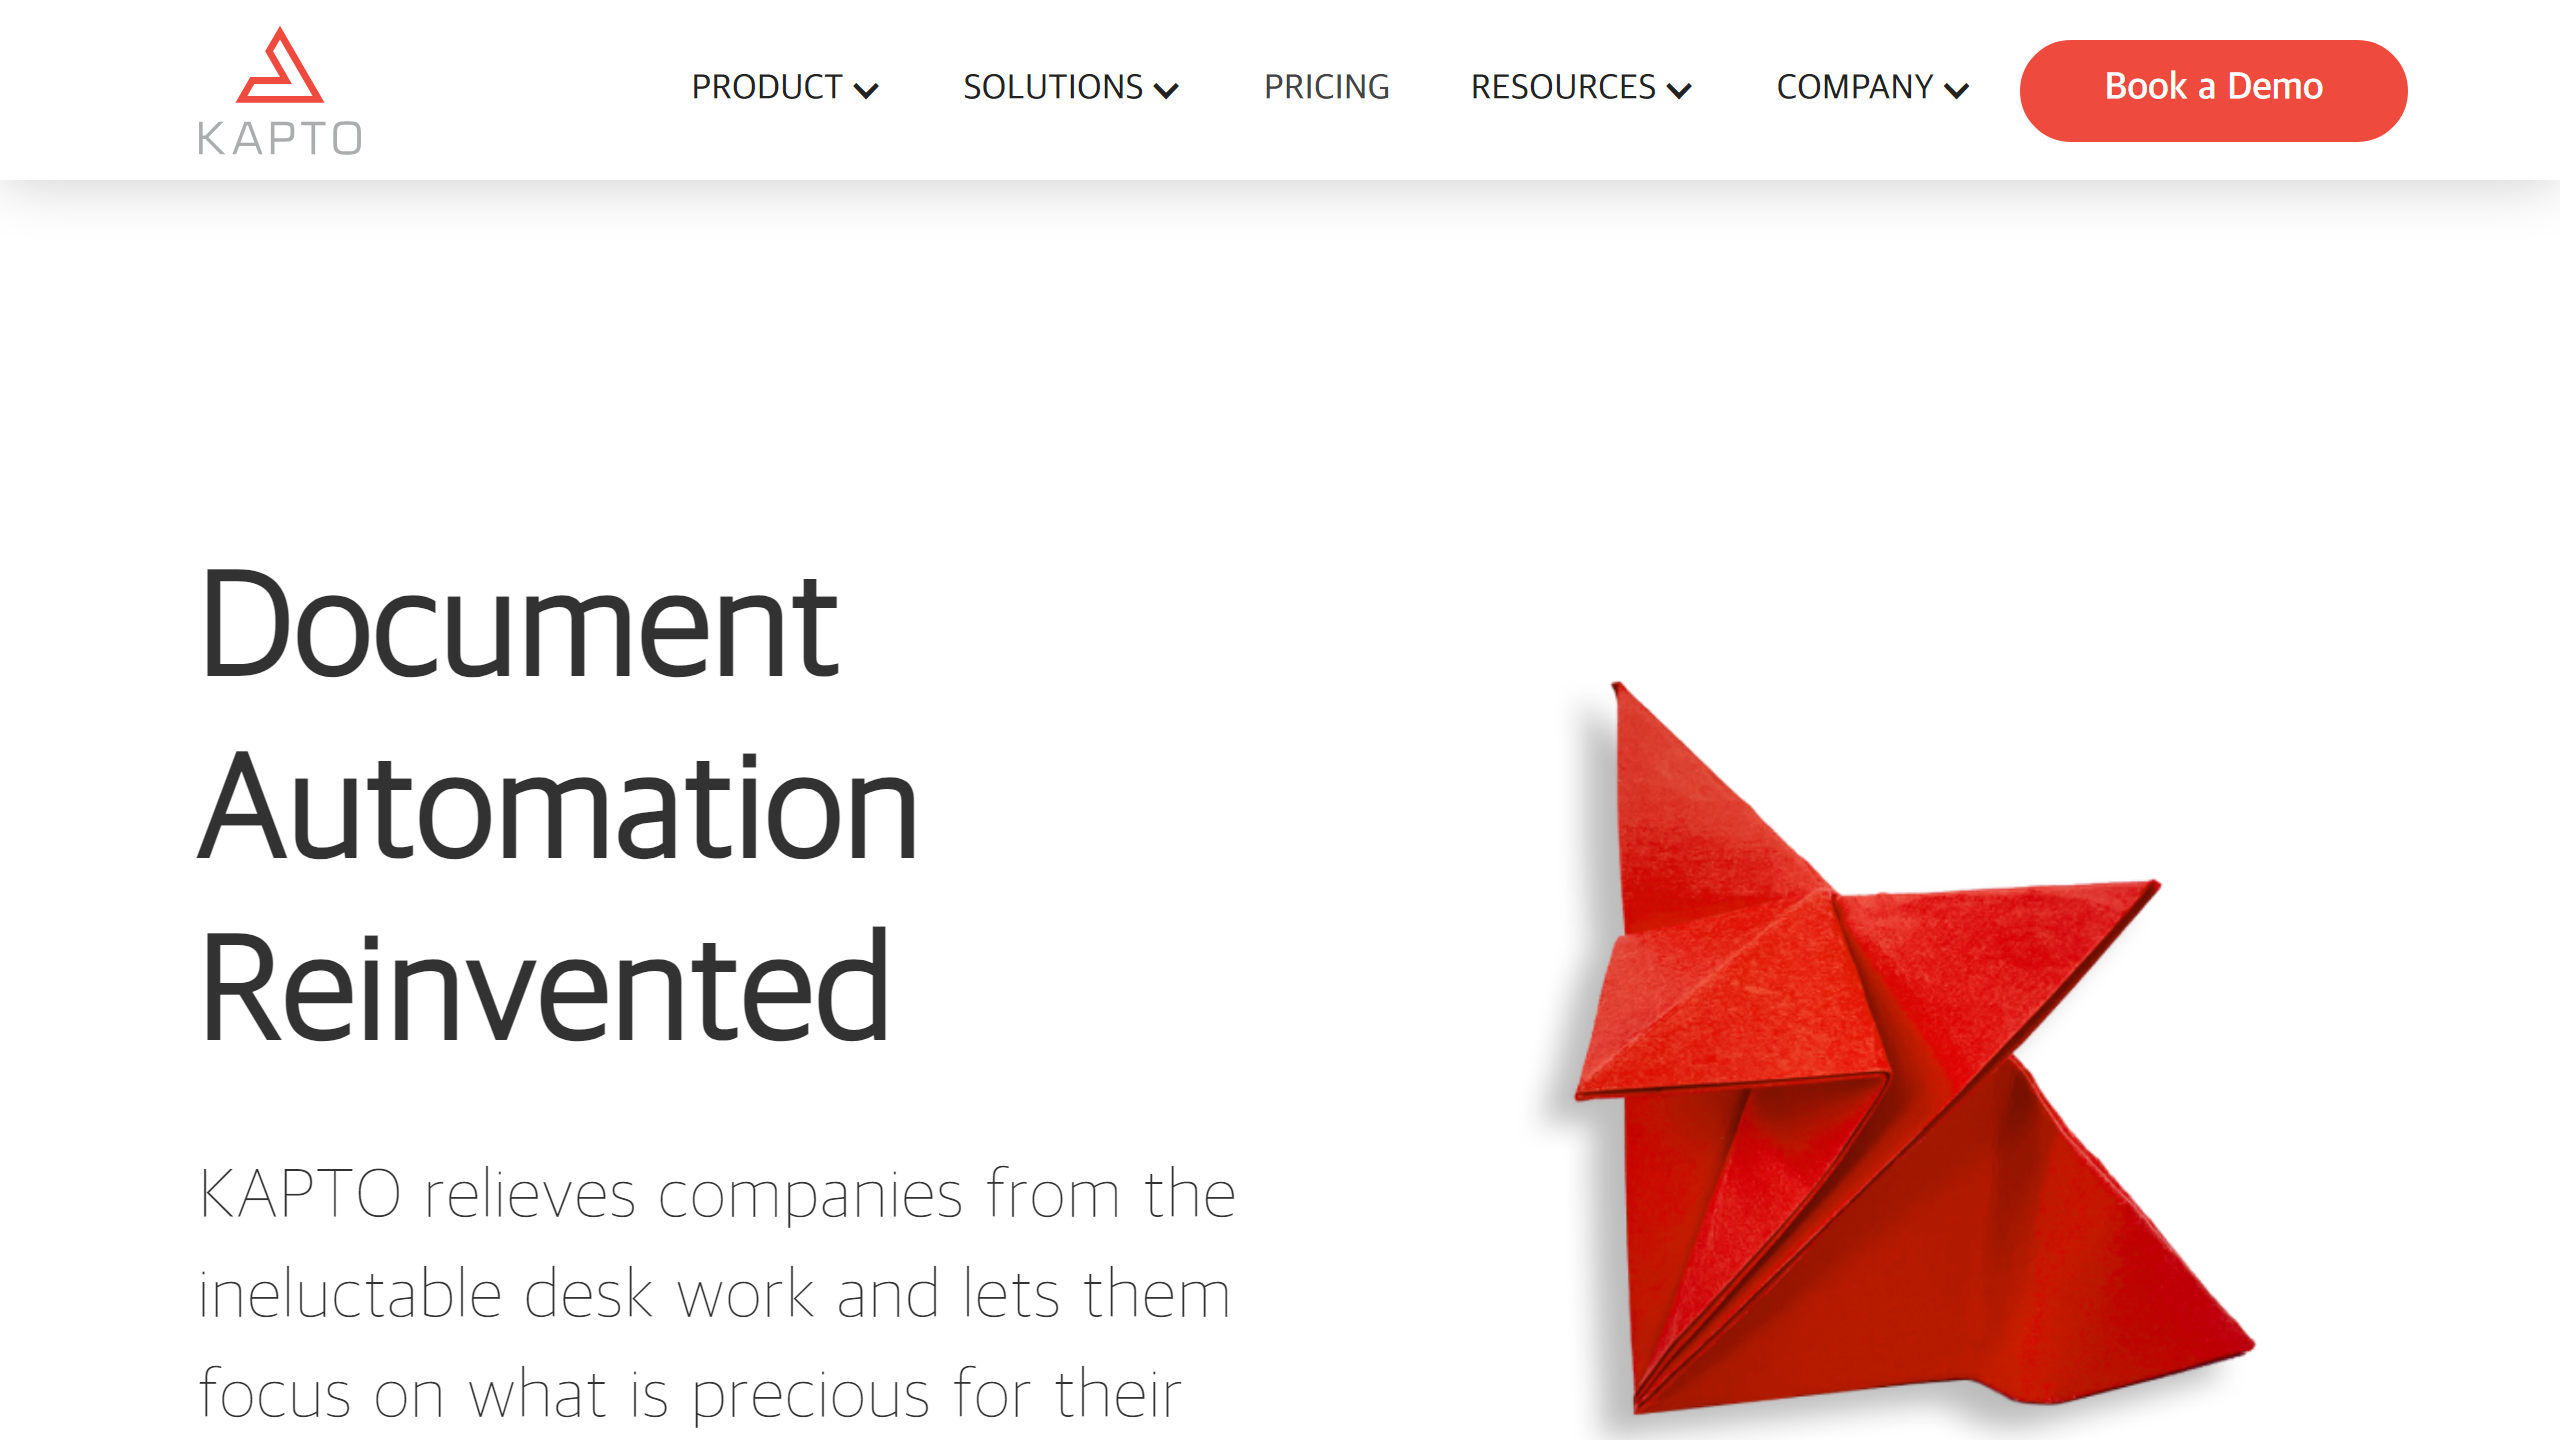 KAPTO
PRODUCT
SOLUTIONS
PRICING
RESOURCES
COMPANY
Book a Demo
Document
Automation
Reinvented
KAPTO relieves companies from the
ineluctable desk work and lets them
focus on what is precious for their